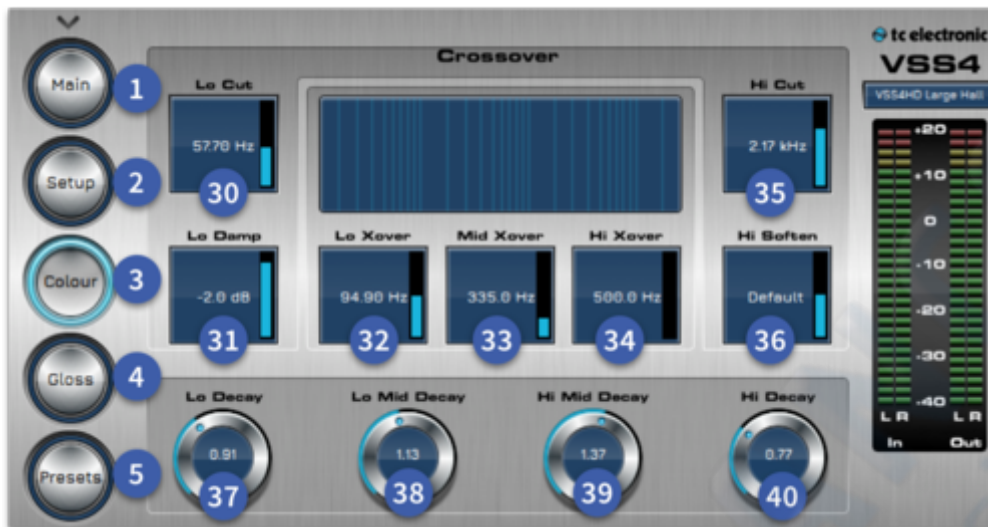 Crossover
tc electronic
VSS4
VSS4HD Large Hall
Main
1
Setup
2
Colour
3
Gloss
4
Presets
5
Lo Cut
57.70 Hz
30
Hi Cut
2.17 kHz
35
Lo Damp
-2.0 dB
31
Lo Xover
94.90 Hz
32
Mid Xover
335.0 Hz
33
Hi Xover
500.0 Hz
34
Hi Soften
Default
36
Lo Decay
0.91
37
Lo Mid Decay
1.13
38
Hi Mid Decay
1.37
39
Hi Decay
0.77
40
+20
+10
0
-10
-20
-30
-40
L R L R
In Out